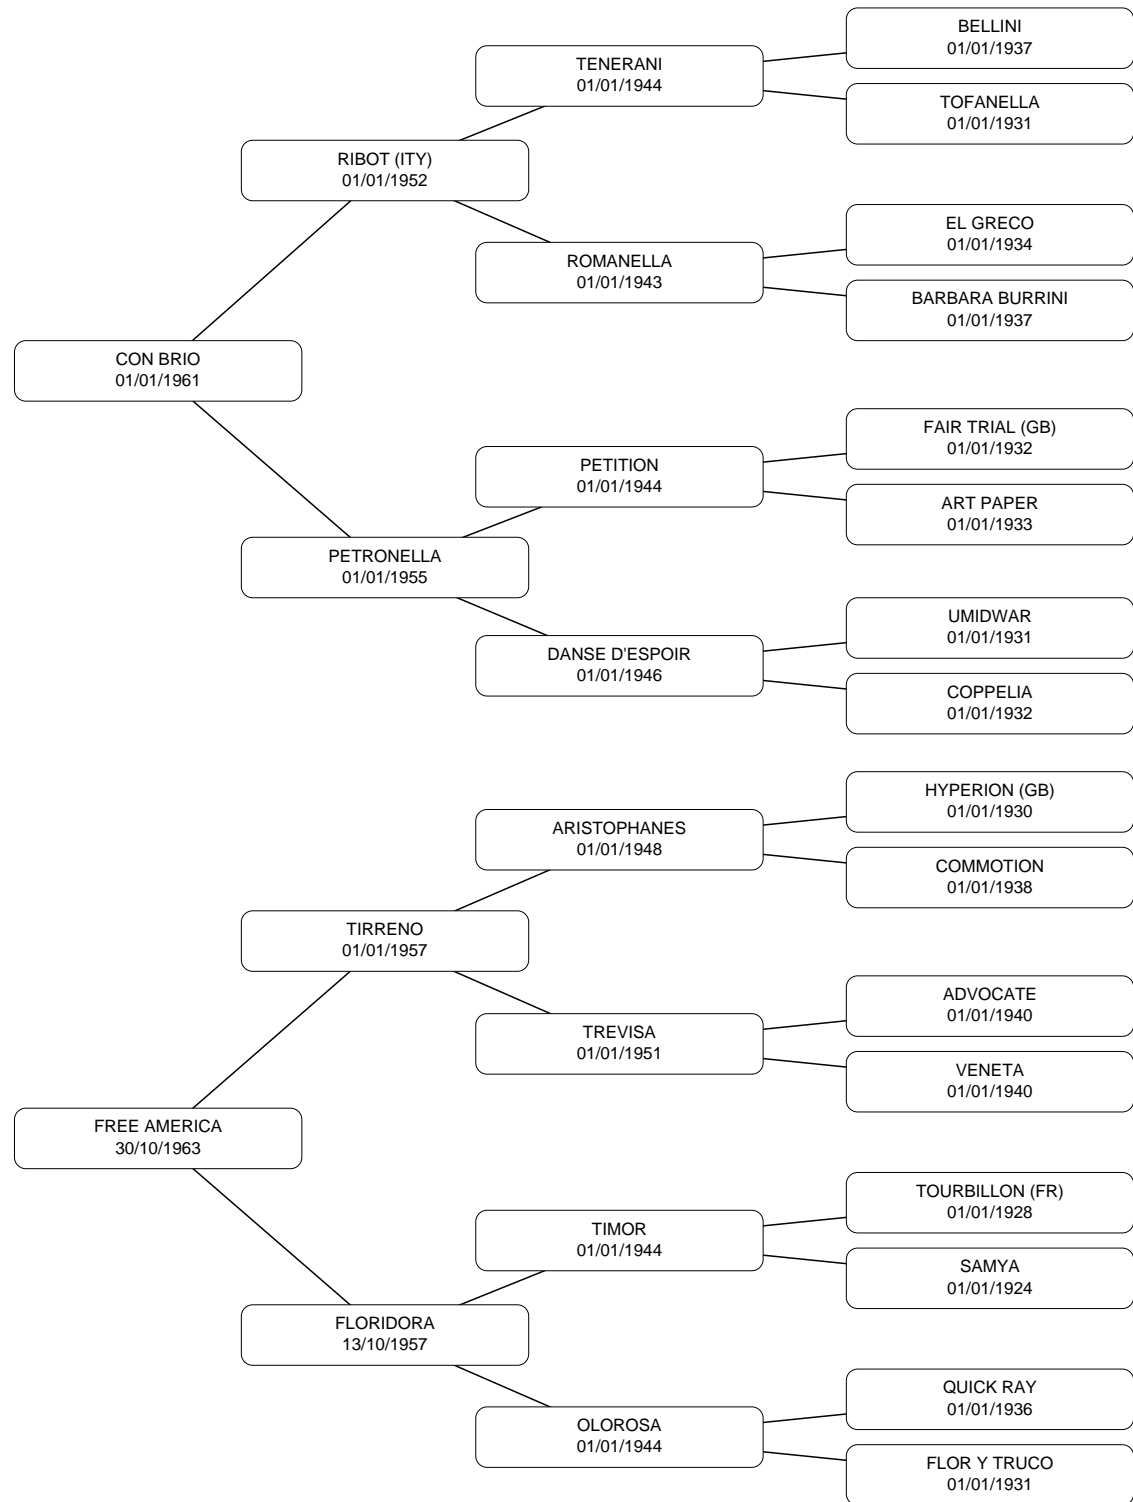 BELLINI
01/01/1937
TENERANI
01/01/1944
TOFANELLA
01/01/1931
RIBOT (ITY)
01/01/1952
EL GRECO
01/01/1934
ROMANELLA
01/01/1943
BARBARA BURRINI
01/01/1937
CON BRIO
01/01/1961
FAIR TRIAL (GB)
01/01/1932
PETITION
01/01/1944
ART PAPER
01/01/1933
PETRONELLA
01/01/1955
UMIDWAR
01/01/1931
DANSE D'ESPOIR
01/01/1946
COPPELIA
01/01/1932
HYPERION (GB)
01/01/1930
ARISTOPHANES
01/01/1948
COMMOTION
01/01/1938
TIRRENO
01/01/1957
ADVOCATE
01/01/1940
TREVISA
01/01/1951
VENETA
01/01/1940
FREE AMERICA
30/10/1963
TOURBILLON (FR)
01/01/1928
TIMOR
01/01/1944
SAMYA
01/01/1924
FLORIDORA
13/10/1957
QUICK RAY
01/01/1936
OLOROSA
01/01/1944
FLOR Y TRUCO
01/01/1931